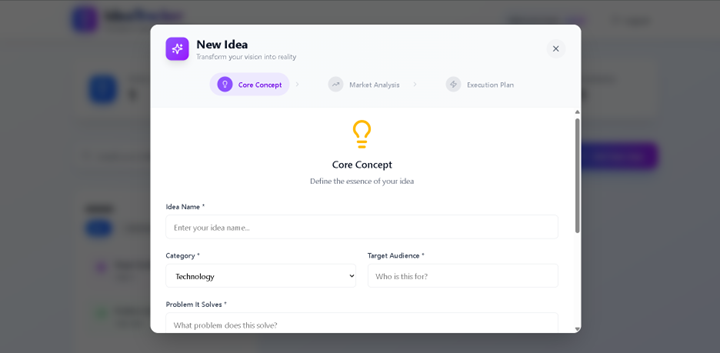 New Idea
Transform your vision into reality
Core Concept
Market Analysis
Execution Plan
Core Concept
Define the essence of your idea
Idea Name *
Enter your idea name...
Category *
Target Audience *
Technology
Who is this for?
Problem It Solves *
What problem does this solve?